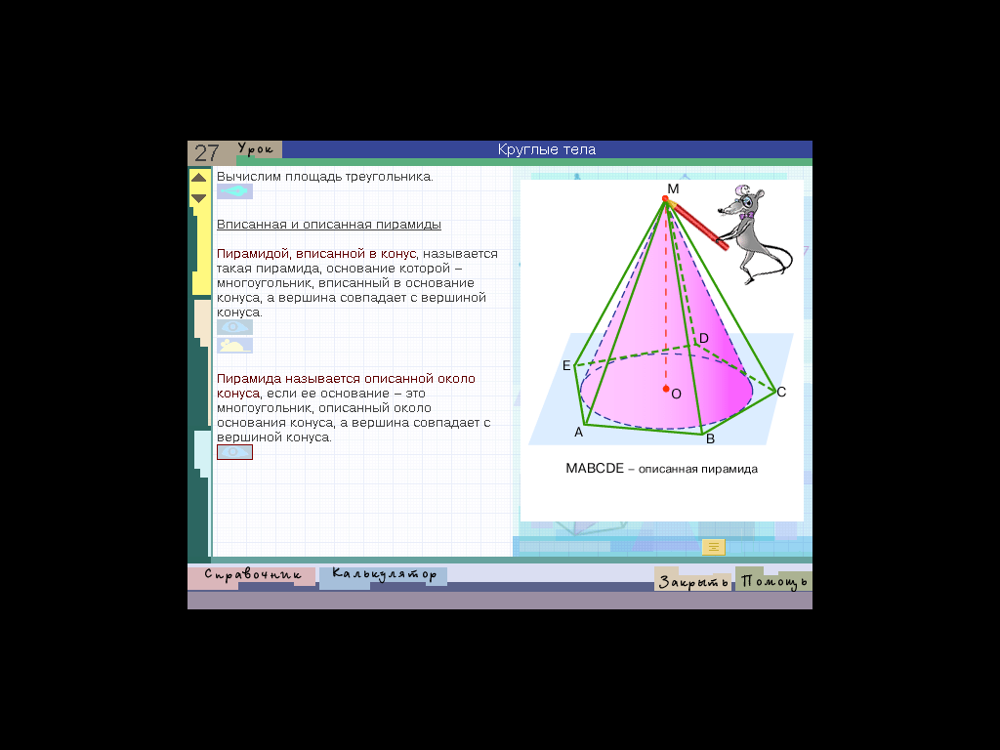 27 Урок Круглые тела
Вычислим площадь треугольника.
Вписанная и описанная пирамиды
Пирамидой, вписанной в конус, называется
такая пирамида, основание которой –
многоугольник, вписанный в основание
конуса, а вершина совпадает с вершиной
конуса.
Пирамида называется описанной около
конуса, если ее основание – это
многоугольник, описанный около
основания конуса, а вершина совпадает с
вершиной конуса.
M
D
E
C
O
A
B
MABCDE – описанная пирамида
Справочник Калькулятор Закрыть Помощь